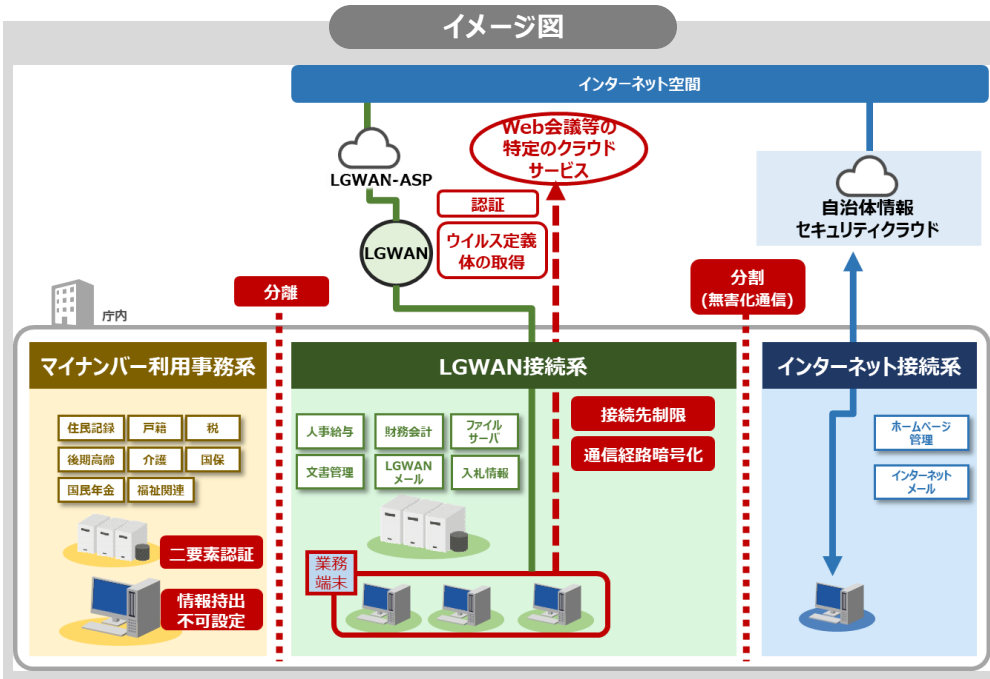 イメージ図
インターネット空間
LGWAN-ASP
Web会議等の
特定のクラウド
サービス
認証
ウイルス定義
体の取得
LGWAN
自治体情報
セキュリティクラウド
分離
分割
(無害化通信)
庁内
マイナンバー利用事務系
住民記録
戸籍
税
後期高齢
介護
国保
国民年金
福祉関連
二要素認証
情報持出
不可設定
LGWAN接続系
人事給与
財務会計
ファイル
サーバ
文書管理
LGWAN
メール
入札情報
接続先制限
通信経路暗号化
業務
端末
インターネット接続系
ホームページ
管理
インターネット
メール